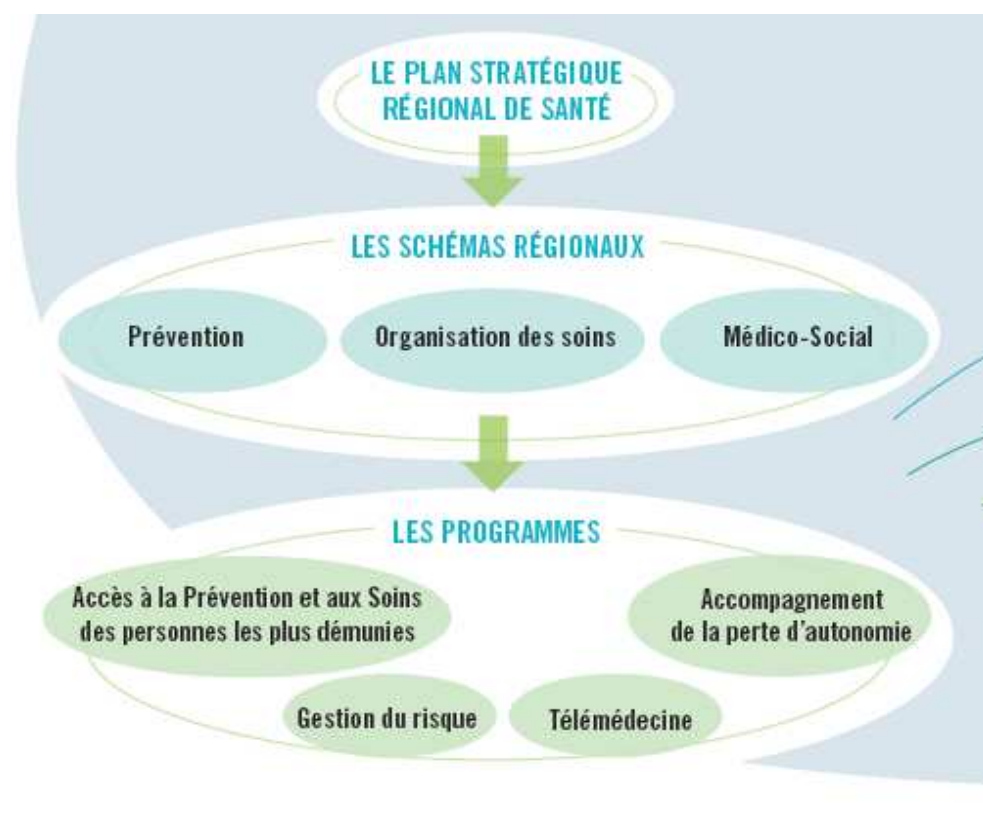 LE PLAN STRATÉGIQUE
RÉGIONAL DE SANTÉ
LES SCHÉMAS RÉGIONAUX
Prévention
Organisation des soins
Médico-Social
LES PROGRAMMES
Accès à la Prévention et aux Soins
des personnes les plus démunies
Accompagnement
de la perte d'autonomie
Gestion du risque
Télémédecine